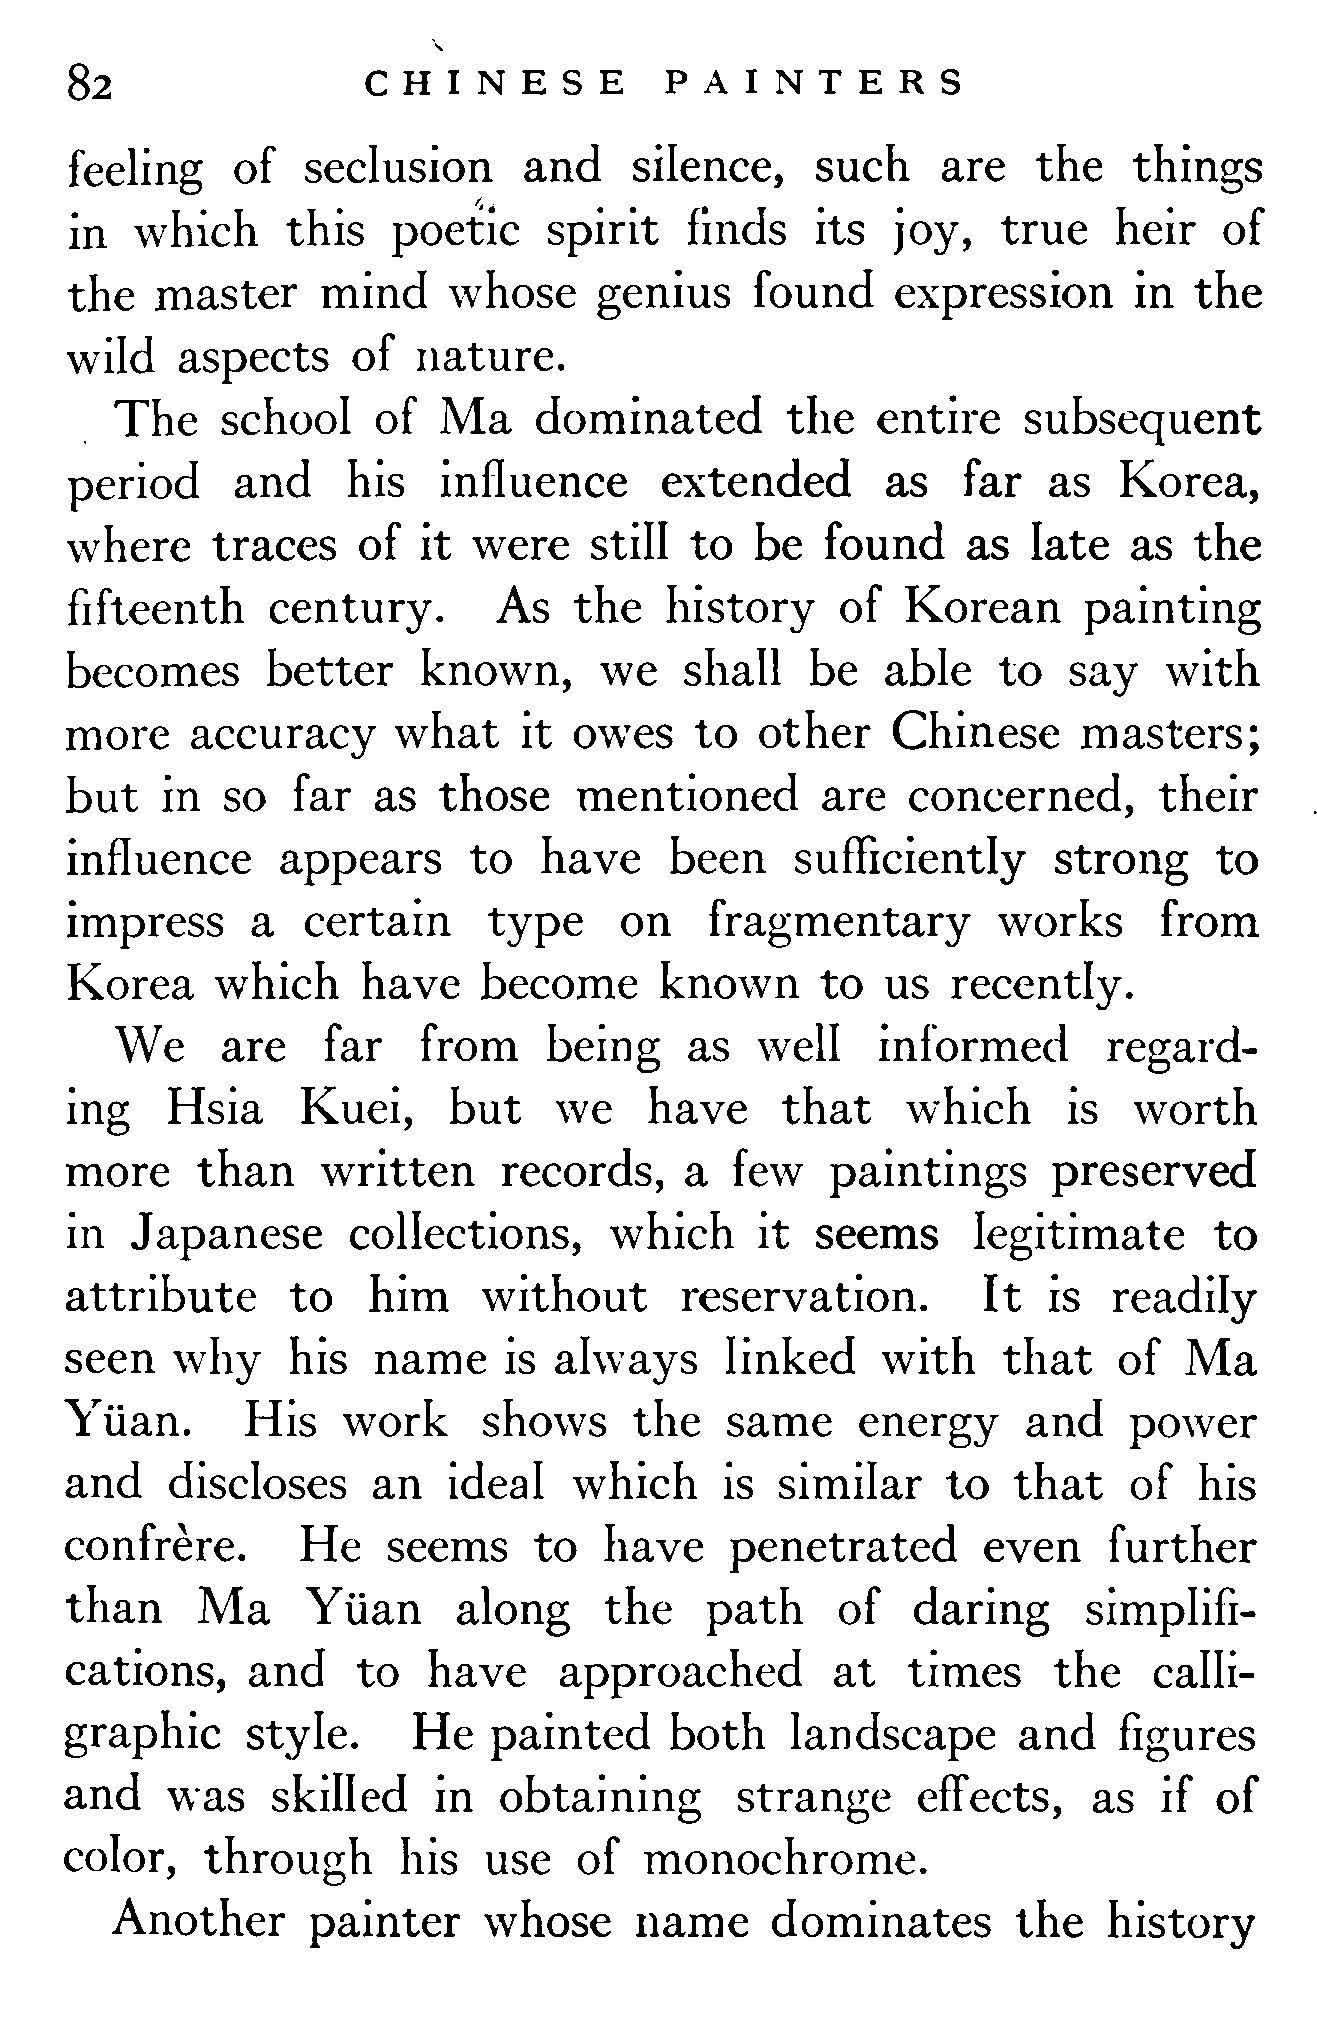 82 CHINESE PAINTERS
feeling of seclusion and silence, such are the things
in which this poetic spirit finds its joy, true heir of
the master mind whose genius found expression in the
wild aspects of nature.
The school of Ma dominated the entire subsequent
period and his influence extended as far as Korea,
where traces of it were still to be found as late as the
fifteenth century. As the history of Korean painting
becomes better known, we shall be able to say with
more accuracy what it owes to other Chinese masters;
but in so far as those mentioned are concerned, their
influence appears to have been sufficiently strong to
impress a certain type on fragmentary works from
Korea which have become known to us recently.
We are far from being as well informed regard-
ing Hsia Kuei, but we have that which is worth
more than written records, a few paintings preserved
in Japanese collections, which it seems legitimate to
attribute to him without reservation. It is readily
seen why his name is always linked with that of Ma
Yüan. His work shows the same energy and power
and discloses an ideal which is similar to that of his
confrère. He seems to have penetrated even further
than Ma Yüan along the path of daring simplifi-
cations, and to have approached at times the calli-
graphic style. He painted both landscape and figures
and was skilled in obtaining strange effects, as if of
color, through his use of monochrome.
Another painter whose name dominates the history